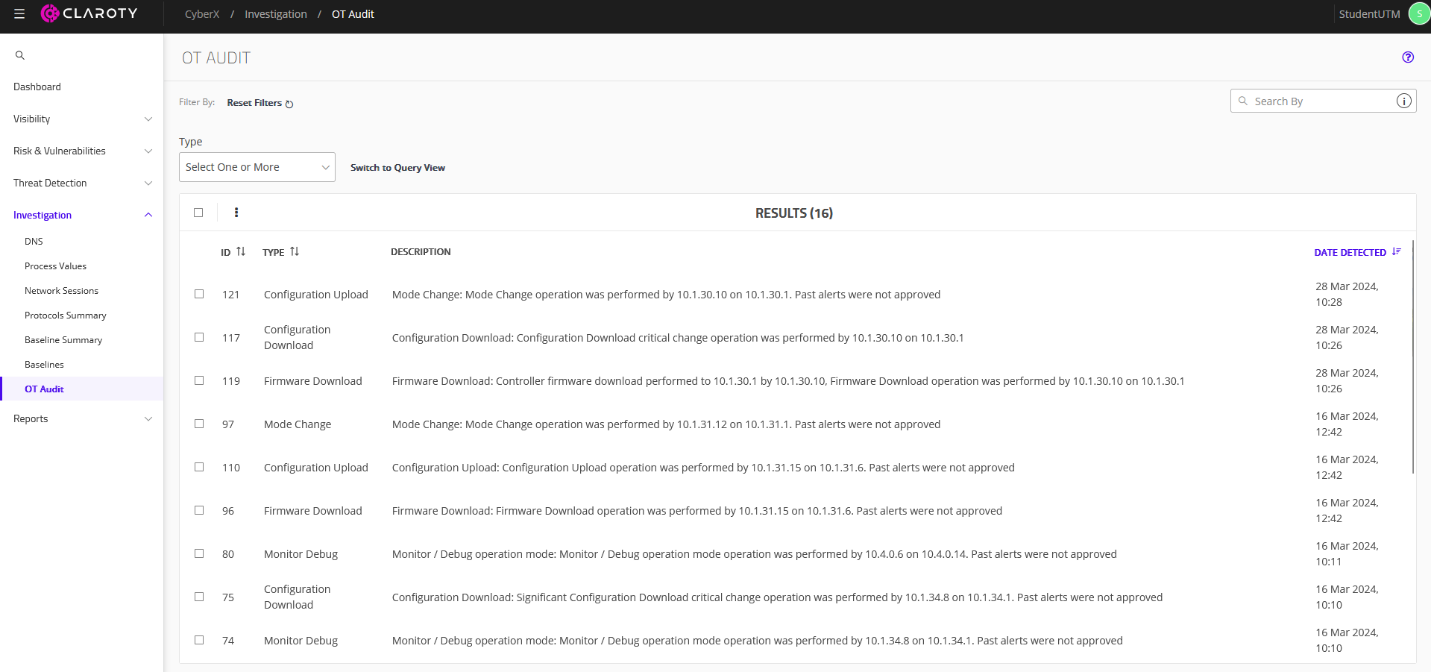 CLAROTY
CyberX / Investigation / OT Audit
StudentUTM
S
OT AUDIT
?
Dashboard
Visibility
Risk & Vulnerabilities
Threat Detection
Investigation
DNS
Process Values
Network Sessions
Protocols Summary
Baseline Summary
Baselines
OT Audit
Reports
Filter By: Reset Filters
Search By
i
Type
Select One or More
Switch to Query View
RESULTS (16)
ID TYPE DESCRIPTION DATE DETECTED
121 Configuration Upload Mode Change: Mode Change operation was performed by 10.1.30.10 on 10.1.30.1. Past alerts were not approved 28 Mar 2024,
10:28
117 Configuration
Download Configuration Download: Configuration Download critical change operation was performed by 10.1.30.10 on 10.1.30.1 28 Mar 2024,
10:26
119 Firmware Download Firmware Download: Controller firmware download performed to 10.1.30.1 by 10.1.30.10, Firmware Download operation was performed by 10.1.30.10 on 10.1.30.1 28 Mar 2024,
10:26
97 Mode Change Mode Change: Mode Change operation was performed by 10.1.31.12 on 10.1.31.1. Past alerts were not approved 16 Mar 2024,
12:42
110 Configuration Upload Configuration Upload: Configuration Upload operation was performed by 10.1.31.15 on 10.1.31.6. Past alerts were not approved 16 Mar 2024,
12:42
96 Firmware Download Firmware Download: Firmware Download operation was performed by 10.1.31.15 on 10.1.31.6. Past alerts were not approved 16 Mar 2024,
12:42
80 Monitor Debug Monitor / Debug operation mode: Monitor / Debug operation mode operation was performed by 10.4.0.6 on 10.4.0.14. Past alerts were not approved 16 Mar 2024,
10:11
75 Configuration
Download Configuration Download: Significant Configuration Download critical change operation was performed by 10.1.34.8 on 10.1.34.1. Past alerts were not approved 16 Mar 2024,
10:10
74 Monitor Debug Monitor / Debug operation mode: Monitor / Debug operation mode operation was performed by 10.1.34.8 on 10.1.34.1. Past alerts were not approved 16 Mar 2024,
10:10